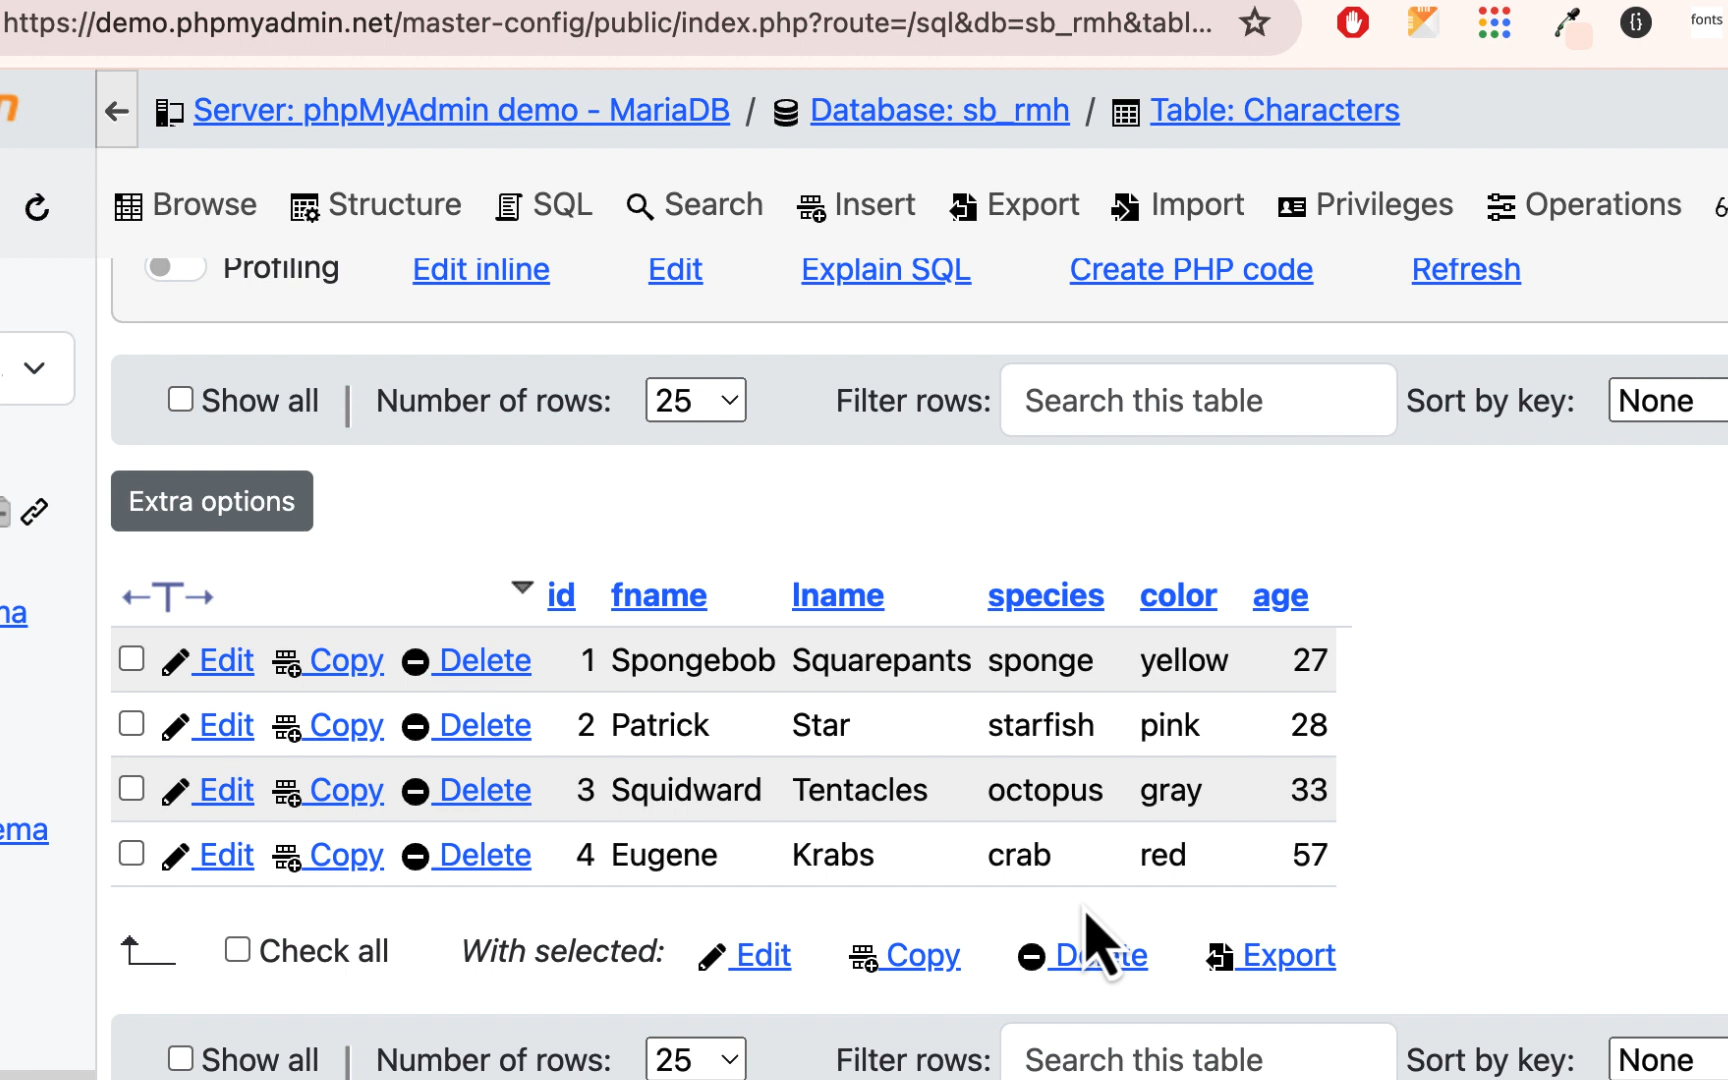 https://demo.phpmyadmin.net/master-config/public/index.php?route=/sql&db=sb_rmh&tabl...
fonts
n
Server: phpMyAdmin demo - MariaDB / Database: sb_rmh / Table: Characters
Browse Structure SQL Search Insert Export Import Privileges Operations
Profiling Edit inline Edit Explain SQL Create PHP code Refresh
Show all | Number of rows: 25 Filter rows: Search this table Sort by key: None
Extra options
←T→ id fname lname species color age
na
Edit Copy Delete 1 Spongebob Squarepants sponge yellow 27
Edit Copy Delete 2 Patrick Star starfish pink 28
Edit Copy Delete 3 Squidward Tentacles octopus gray 33
ema
Edit Copy Delete 4 Eugene Krabs crab red 57
Check all With selected: Edit Copy Delete Export
Show all | Number of rows: 25 Filter rows: Search this table Sort by key: None